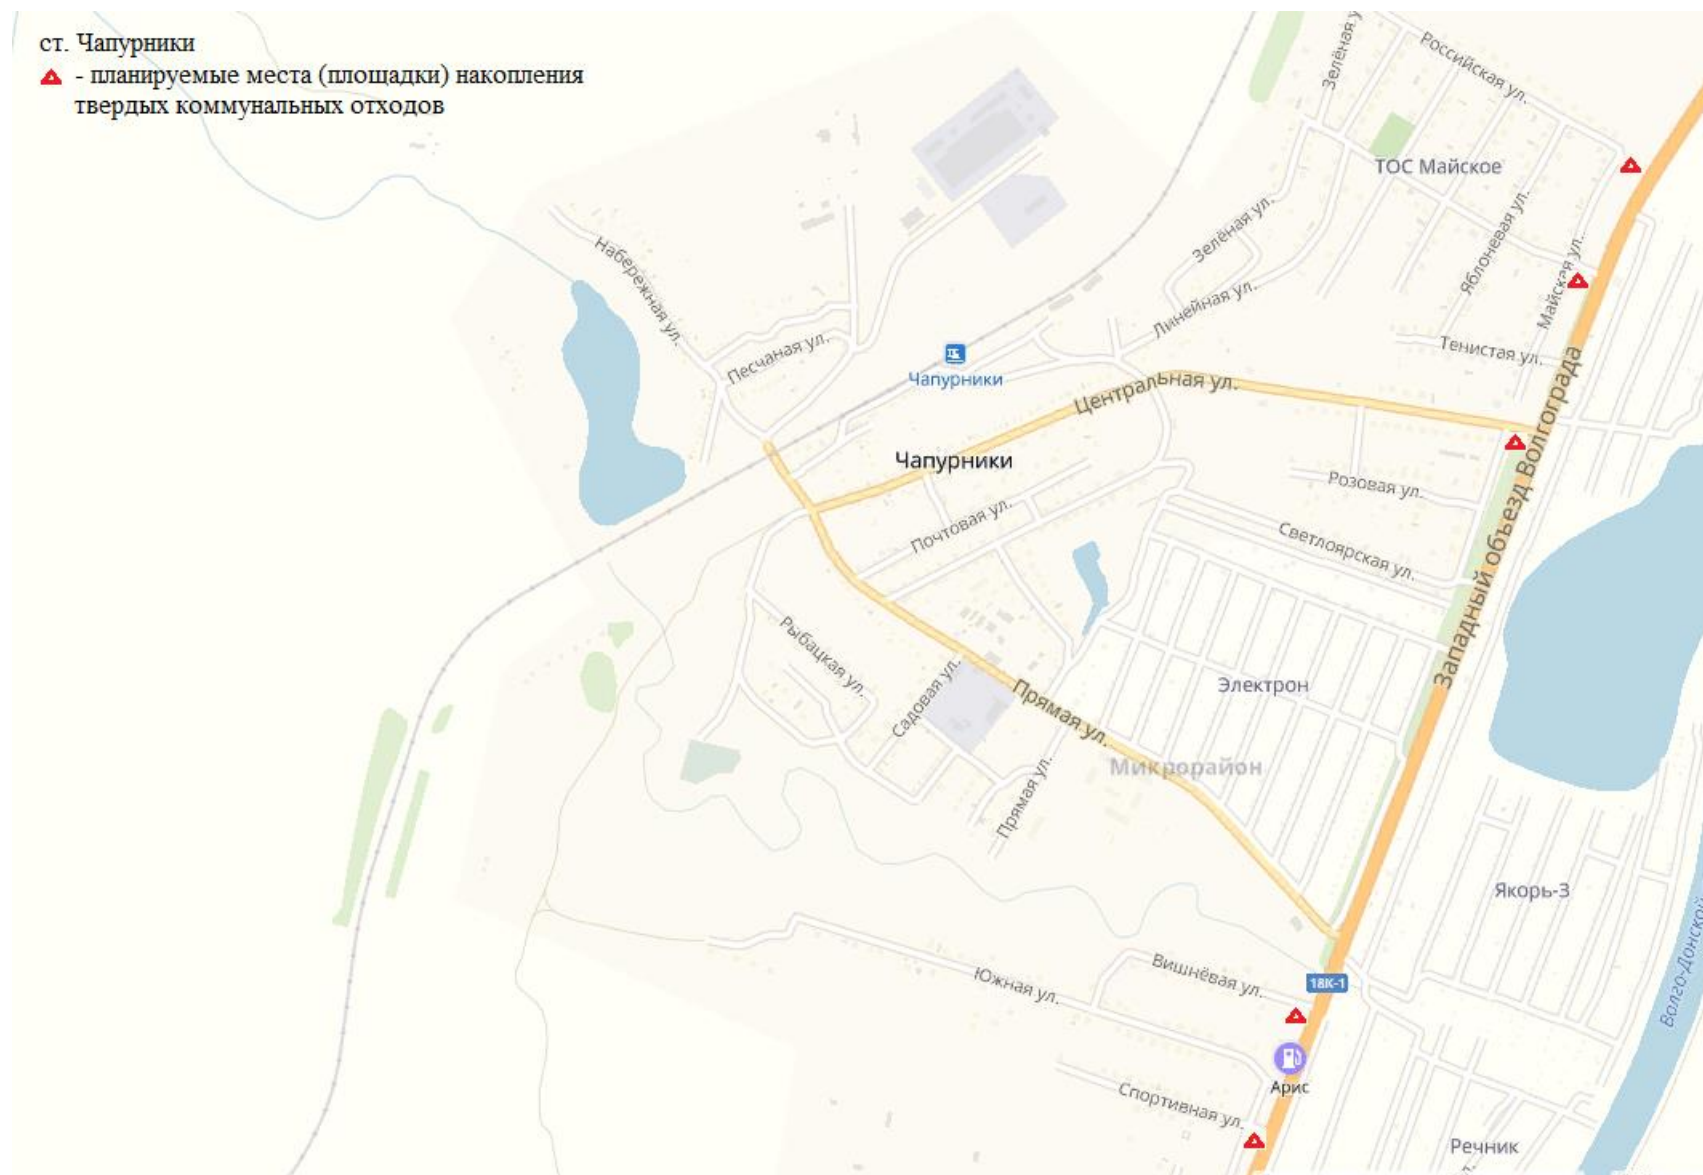 ст. Чапурники
- планируемые места (площадки) накопления
твердых коммунальных отходов
Зелёная у
Российская ул.
ТОС Майское
Зелёная ул.
Яблоневая ул.
Набережная ул.
Майская ул.
Линейная ул.
Песчаная ул.
Тенистая ул.
Чапурники
Центральная ул.
Чапурники
Розовая ул.
Почтовая ул.
Светлоярская ул.
Западный объезд Волгограда
Рыбацкая ул.
Садовая ул.
Электрон
Прямая ул.
Микрорайон
Прямая ул.
Якорь-3
Волго-Донской
Вишнёвая ул.
Южная ул.
18К-1
Арис
Спортивная ул.
Речник